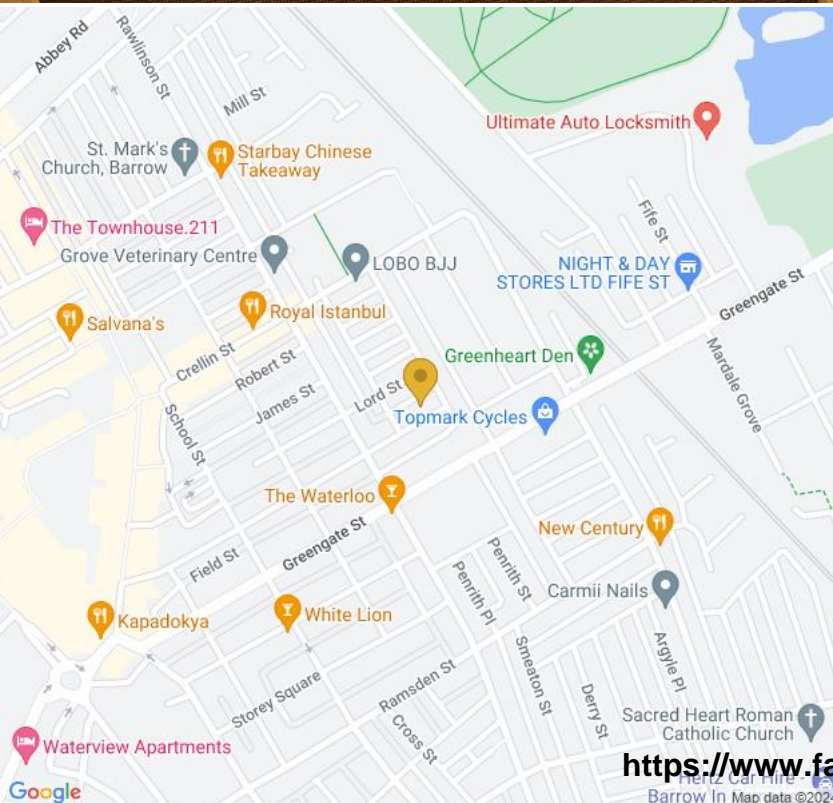 Abbey Rd
Rawlinson St
Mill St
St. Mark's
Church, Barrow
Starbay Chinese
Takeaway
Ultimate Auto Locksmith
The Townhouse.211
Grove Veterinary Centre
LOBO BJJ
Fife St
NIGHT & DAY
STORES LTD FIFE ST
Greengate St
Salvana's
Royal Istanbul
Crellin St
Robert St
James St
Lord St
Greenheart Den
Topmark Cycles
Mardale Grove
School St
The Waterloo
Greengate St
New Century
Field St
Penrith St
Penrith Pl
Carmii Nails
Kapadokya
White Lion
Smeaton St
Argyle Pl
Storey Square
Ramsden St
Derry St
Cross St
Sacred Heart Roman
Catholic Church
Waterview Apartments
https://www.fa
Hertz Car Hire -
Barrow In
Google
Map data ©2024